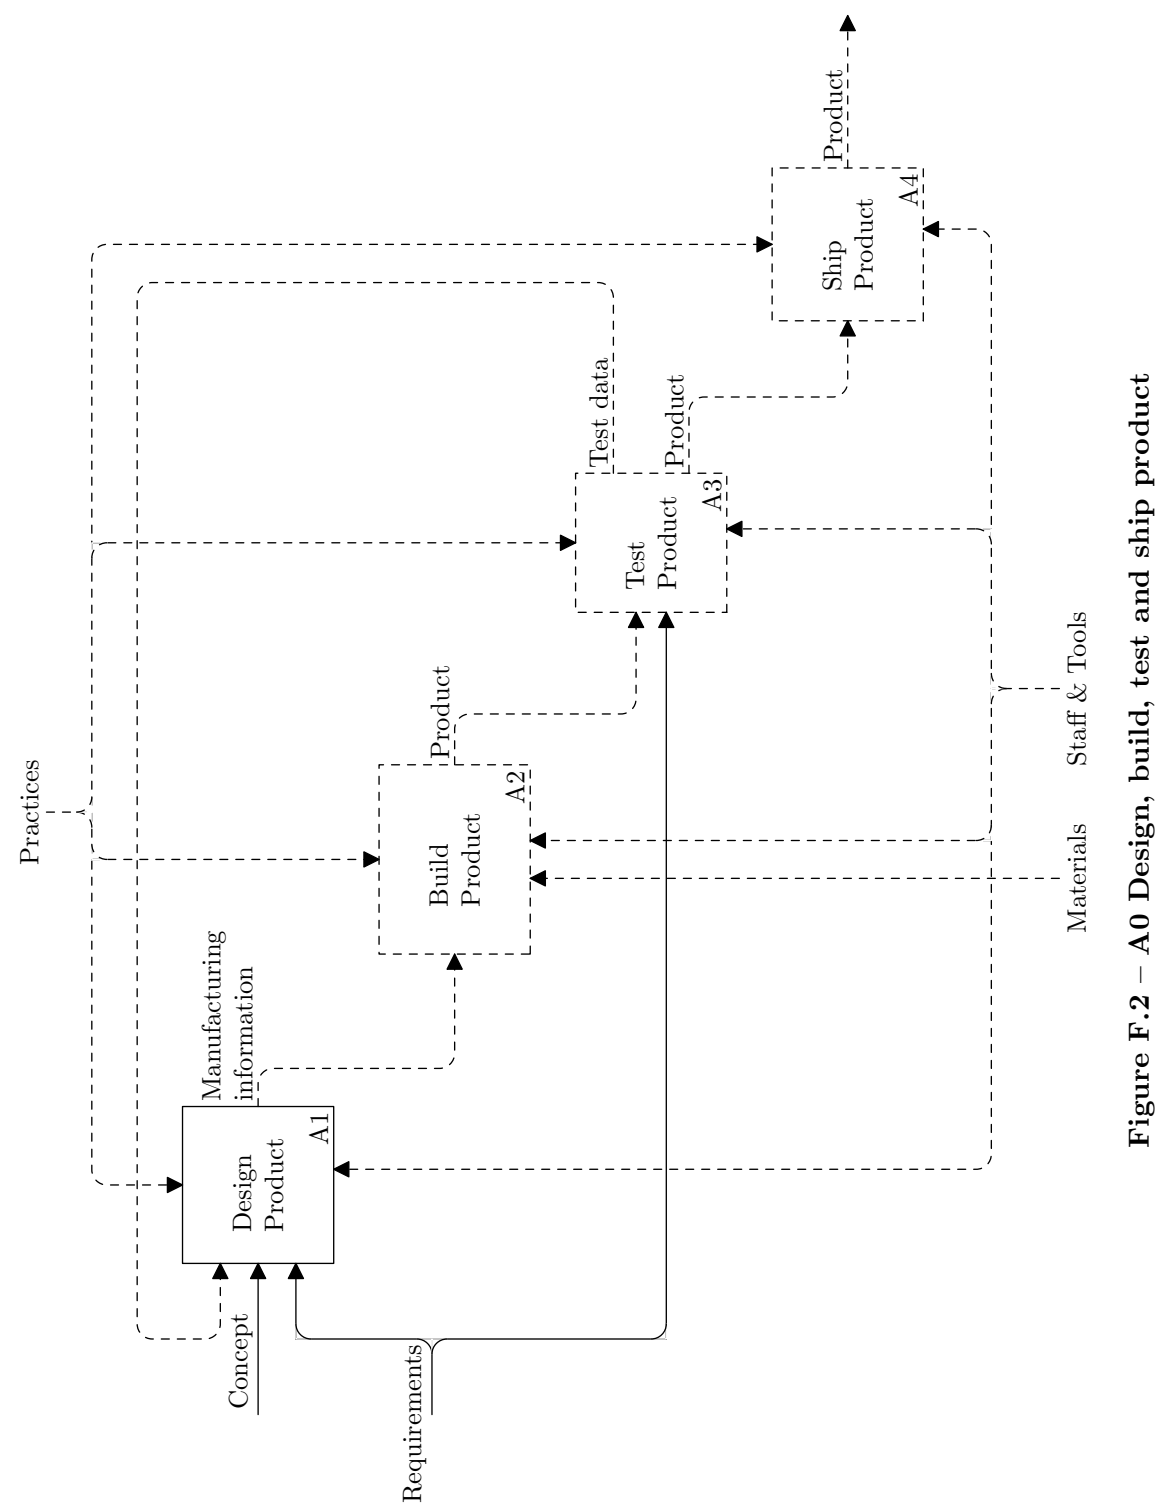 Practices
Manufacturing
information
Concept
Requirements
Design
Product
A1
Build
Product
A2
Product
Test
Product
A3
Test data
Product
Ship
Product
A4
Product
Materials
Staff & Tools
Figure F.2 – A0 Design, build, test and ship product